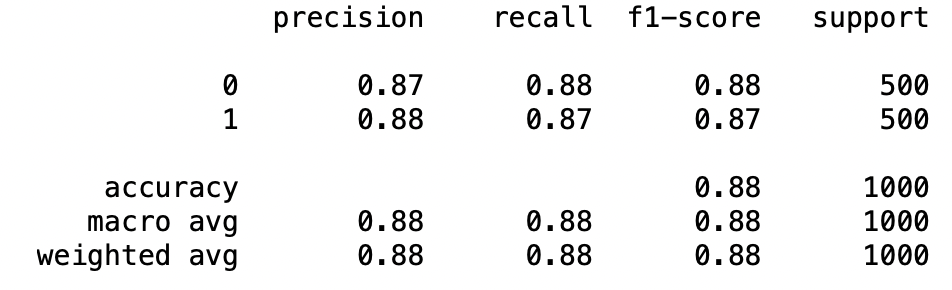 precision recall f1-score support
0 0.87 0.88 0.88 500
1 0.88 0.87 0.87 500
accuracy 0.88 1000
macro avg 0.88 0.88 0.88 1000
weighted avg 0.88 0.88 0.88 1000